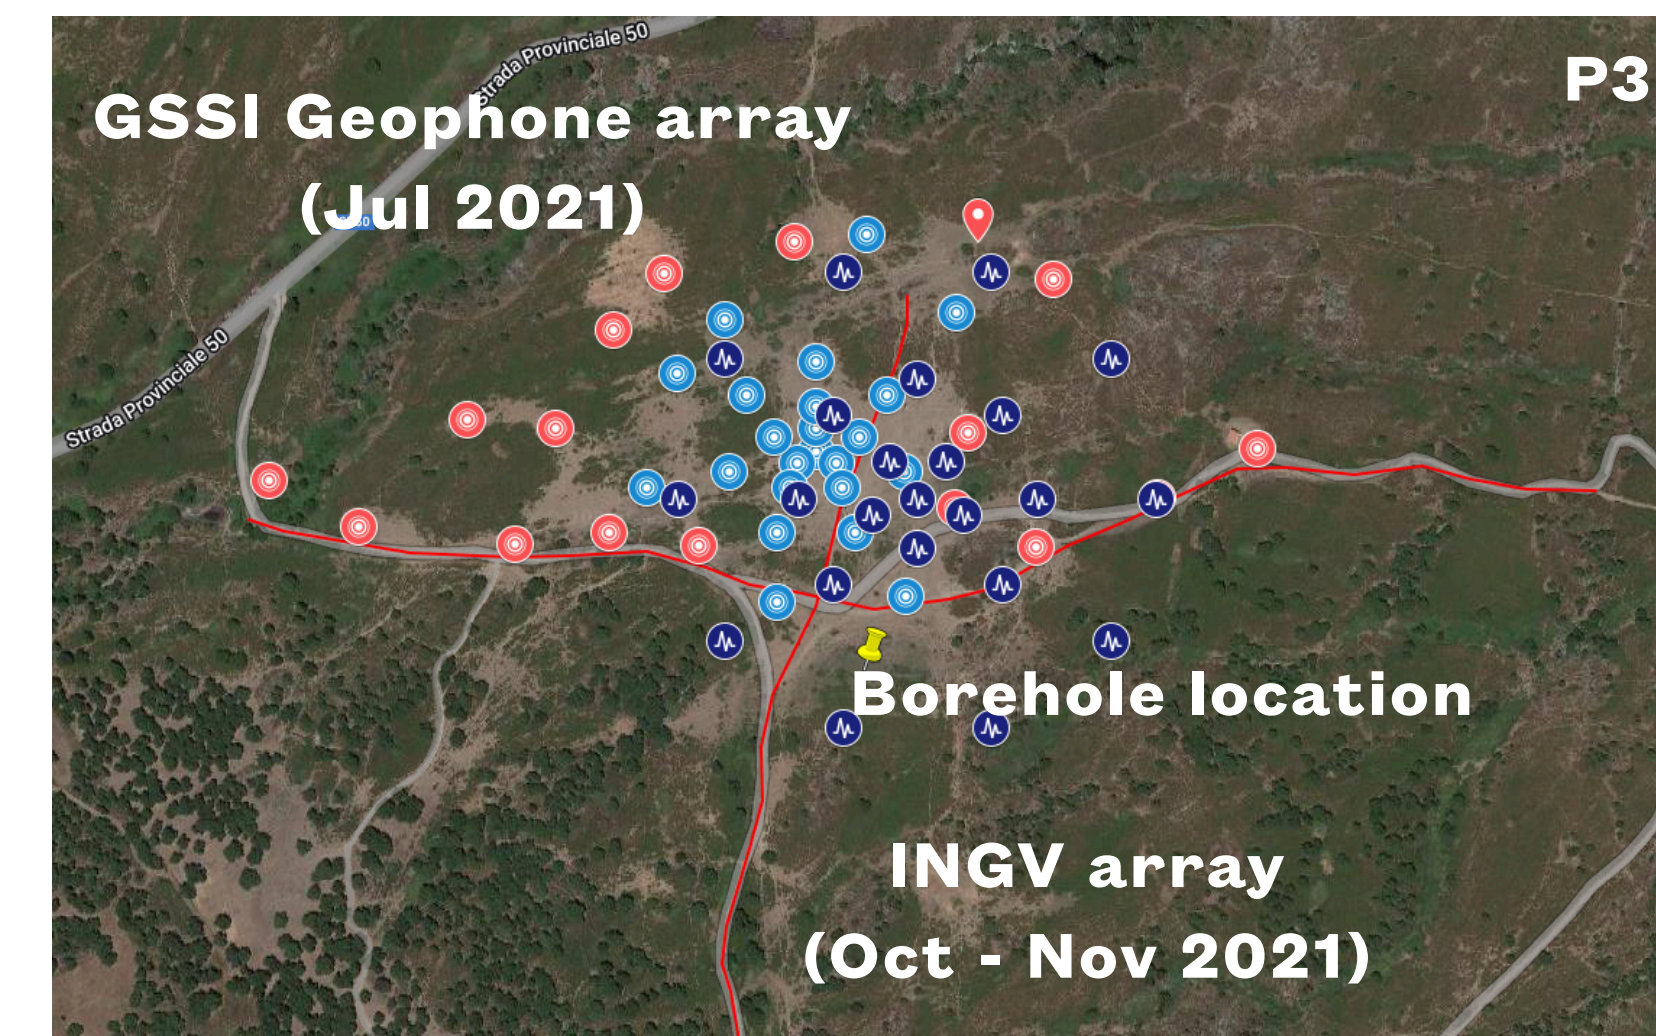 Strada Provinciale 50
P3
GSSI Geophone array
(Jul 2021)
Strada Provinciale 50
Borehole location
INGV array
(Oct - Nov 2021)